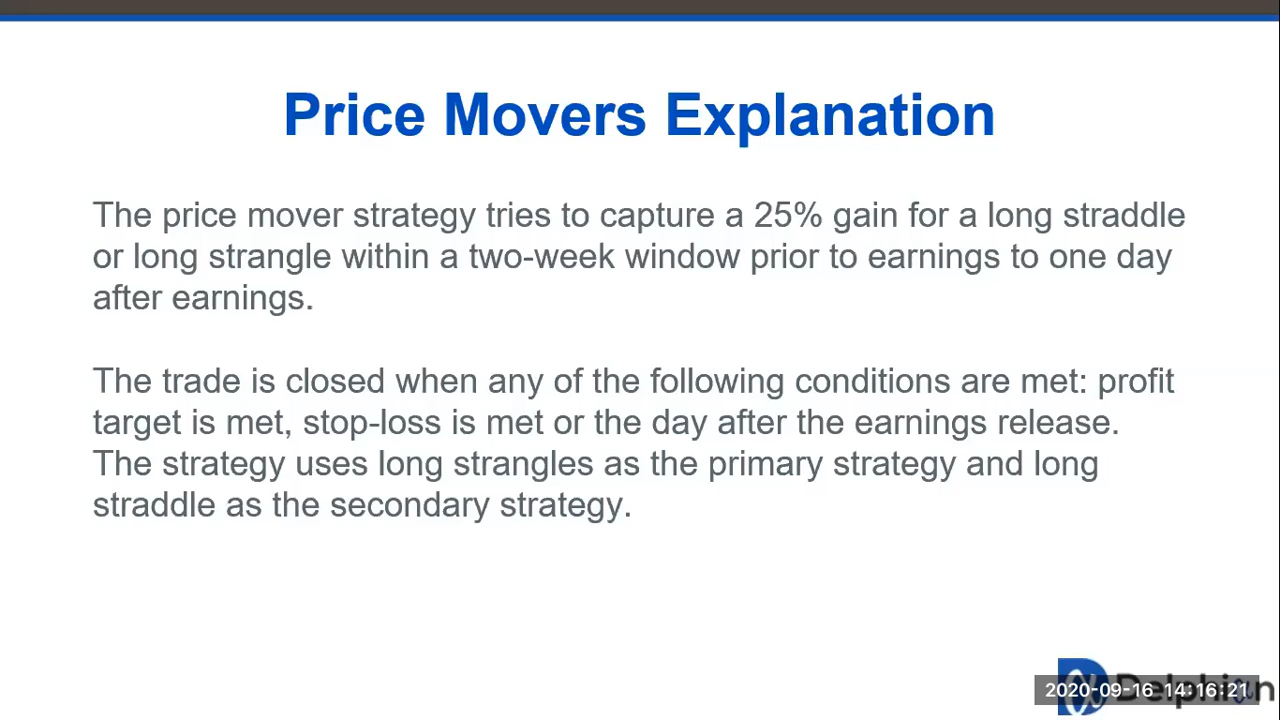 Price Movers Explanation
The price mover strategy tries to capture a 25% gain for a long straddle
or long strangle within a two-week window prior to earnings to one day
after earnings.
The trade is closed when any of the following conditions are met: profit
target is met, stop-loss is met or the day after the earnings release.
The strategy uses long strangles as the primary strategy and long
straddle as the secondary strategy.
Delphian
2020-09-16 14:16:21